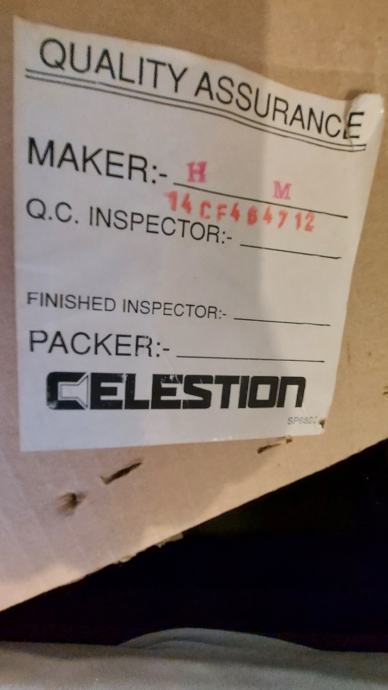 QUALITY ASSURANCE
MAKER:- H M
14CF464712
Q.C. INSPECTOR:-
FINISHED INSPECTOR:-
PACKER:-
CELESTION